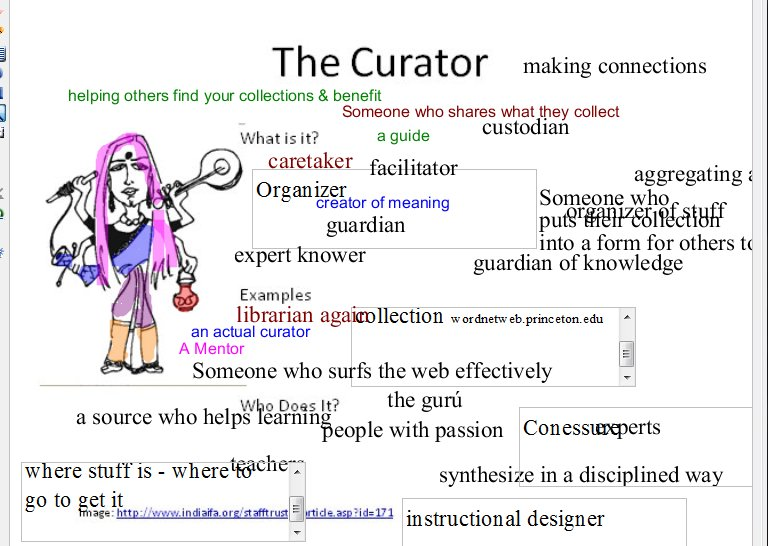 The Curator
making connections
helping others find your collections & benefit
Someone who shares what they collect
custodian
a guide
What is it?
caretaker
facilitator
aggregating a
Organizer
creator of meaning
Someone who
organizer of stuff
puts their collection
guardian
into a form for others to
expert knower
guardian of knowledge
Examples
librarian again
collection wordnetweb.princeton.edu
an actual curator
A Mentor
Someone who surfs the web effectively
the gurú
Who Does It?
a source who helps learning
people with passion
Conessure
experts
teachers
where stuff is - where to
go to get it
synthesize in a disciplined way
Image: http://www.indiaifa.org/stafftrust article.asp?id=171
instructional designer